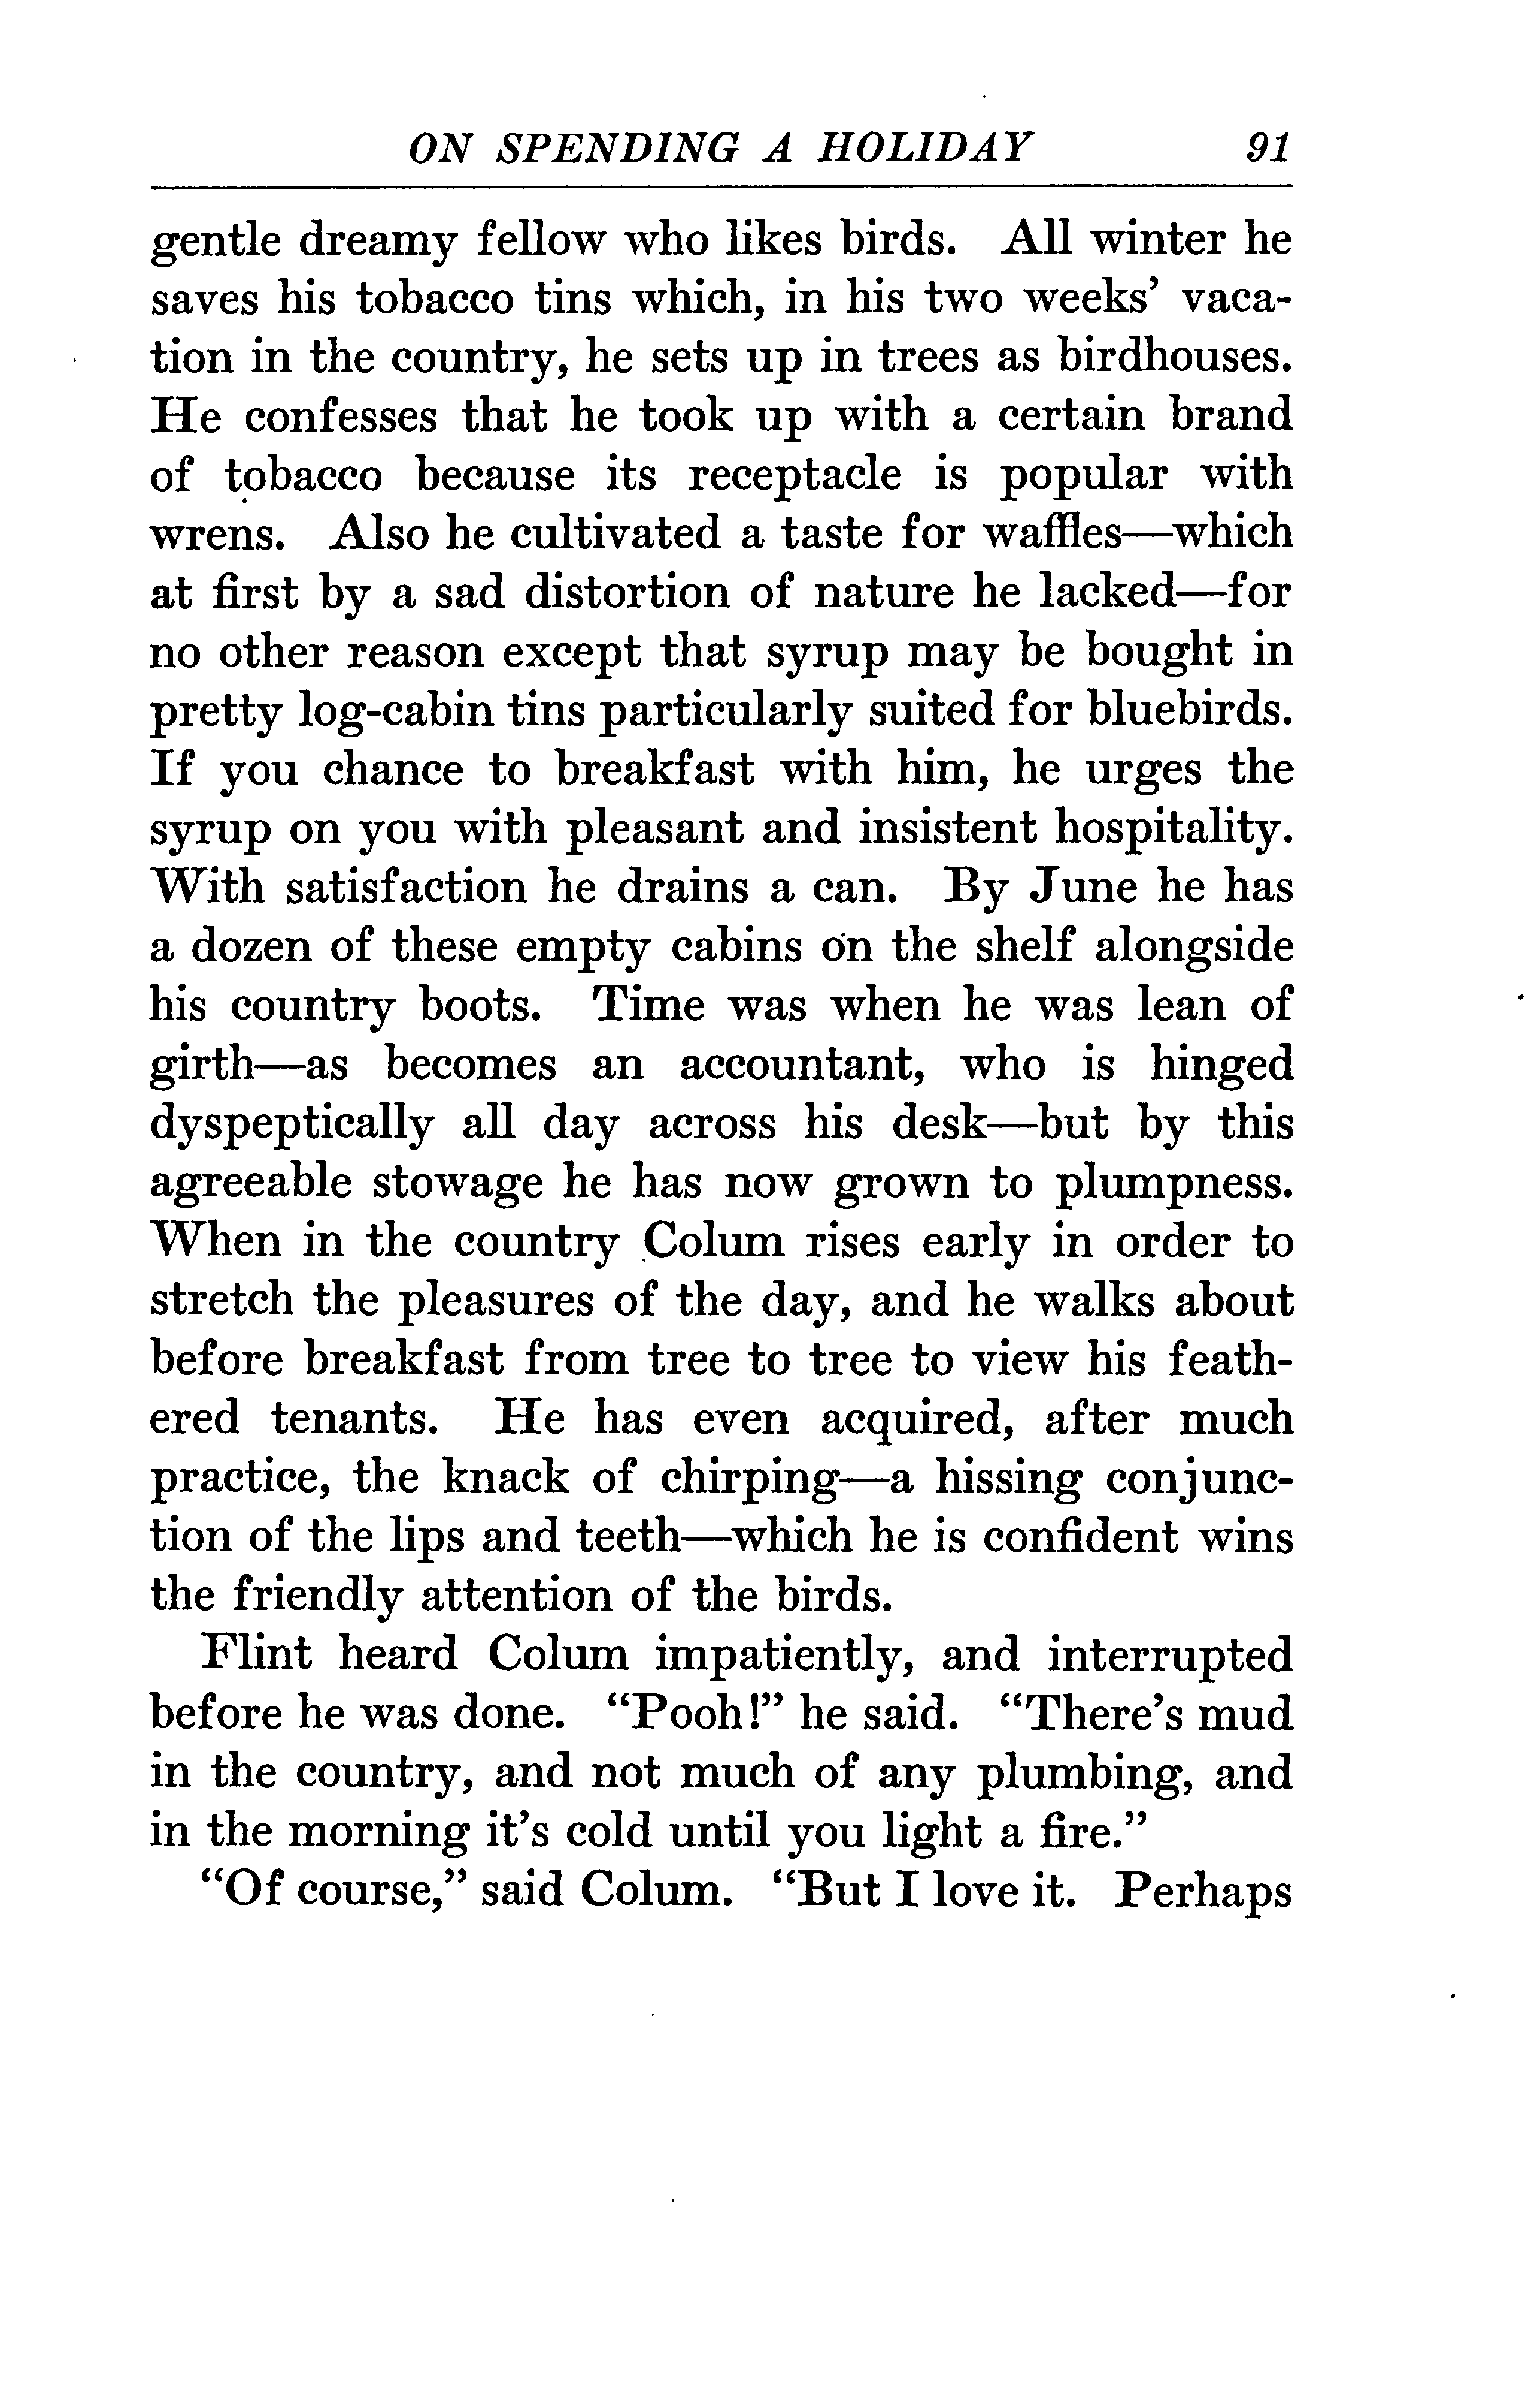 ON SPENDING A HOLIDAY 91
gentle dreamy fellow who likes birds. All winter he
saves his tobacco tins which, in his two weeks' vaca-
tion in the country, he sets up in trees as birdhouses.
He confesses that he took up with a certain brand
of tobacco because its receptacle is popular with
wrens. Also he cultivated a taste for waffles—which
at first by a sad distortion of nature he lacked—for
no other reason except that syrup may be bought in
pretty log-cabin tins particularly suited for bluebirds.
If you chance to breakfast with him, he urges the
syrup on you with pleasant and insistent hospitality.
With satisfaction he drains a can. By June he has
a dozen of these empty cabins on the shelf alongside
his country boots. Time was when he was lean of
girth—as becomes an accountant, who is hinged
dyspeptically all day across his desk—but by this
agreeable stowage he has now grown to plumpness.
When in the country Colum rises early in order to
stretch the pleasures of the day, and he walks about
before breakfast from tree to tree to view his feath-
ered tenants. He has even acquired, after much
practice, the knack of chirping—a hissing conjunc-
tion of the lips and teeth—which he is confident wins
the friendly attention of the birds.
Flint heard Colum impatiently, and interrupted
before he was done. “Pooh!” he said. “There's mud
in the country, and not much of any plumbing, and
in the morning it's cold until you light a fire.”
“Of course,” said Colum. “But I love it. Perhaps